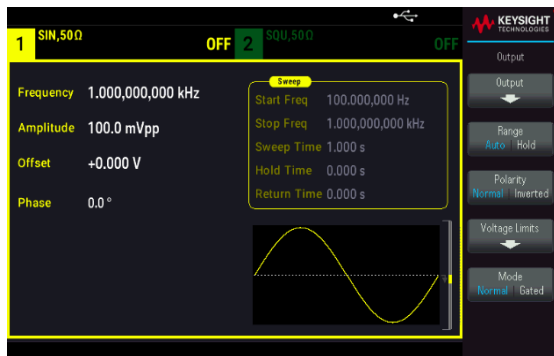 KEYSIGHT
TECHNOLOGIES
1 SIN,50Ω OFF 2 SQU,50Ω OFF
Output
Frequency 1.000,000,000 kHz
Amplitude 100.0 mVpp
Offset +0.000 V
Phase 0.0 °
Sweep
Start Freq 100.000,000 Hz
Stop Freq 1.000,000,000 kHz
Sweep Time 1.000 s
Hold Time 0.000 s
Return Time 0.000 s
Output
Range
Auto Hold
Polarity
Normal Inverted
Voltage Limits
Mode
Normal Gated